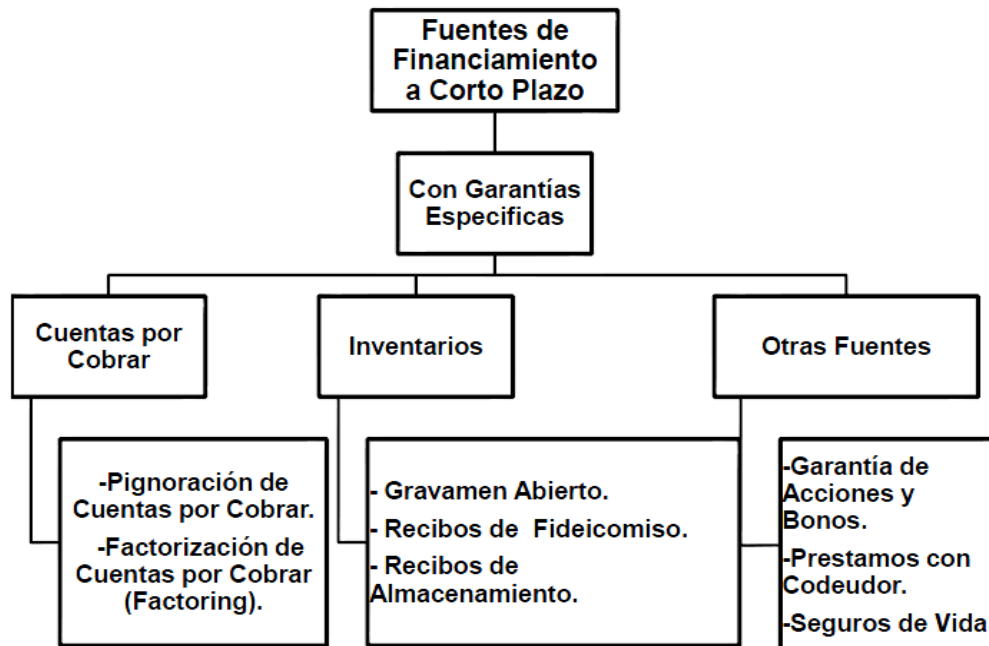 Fuentes de
Financiamiento
a Corto Plazo
Con Garantías
Especificas
Cuentas por
Cobrar
Inventarios
Otras Fuentes
-Pignoración de
Cuentas por Cobrar.
-Factorización de
Cuentas por Cobrar
(Factoring).
- Gravamen Abierto.
- Recibos de Fideicomiso.
- Recibos de
Almacenamiento.
-Garantía de
Acciones y
Bonos.
-Prestamos con
Codeudor.
-Seguros de Vida